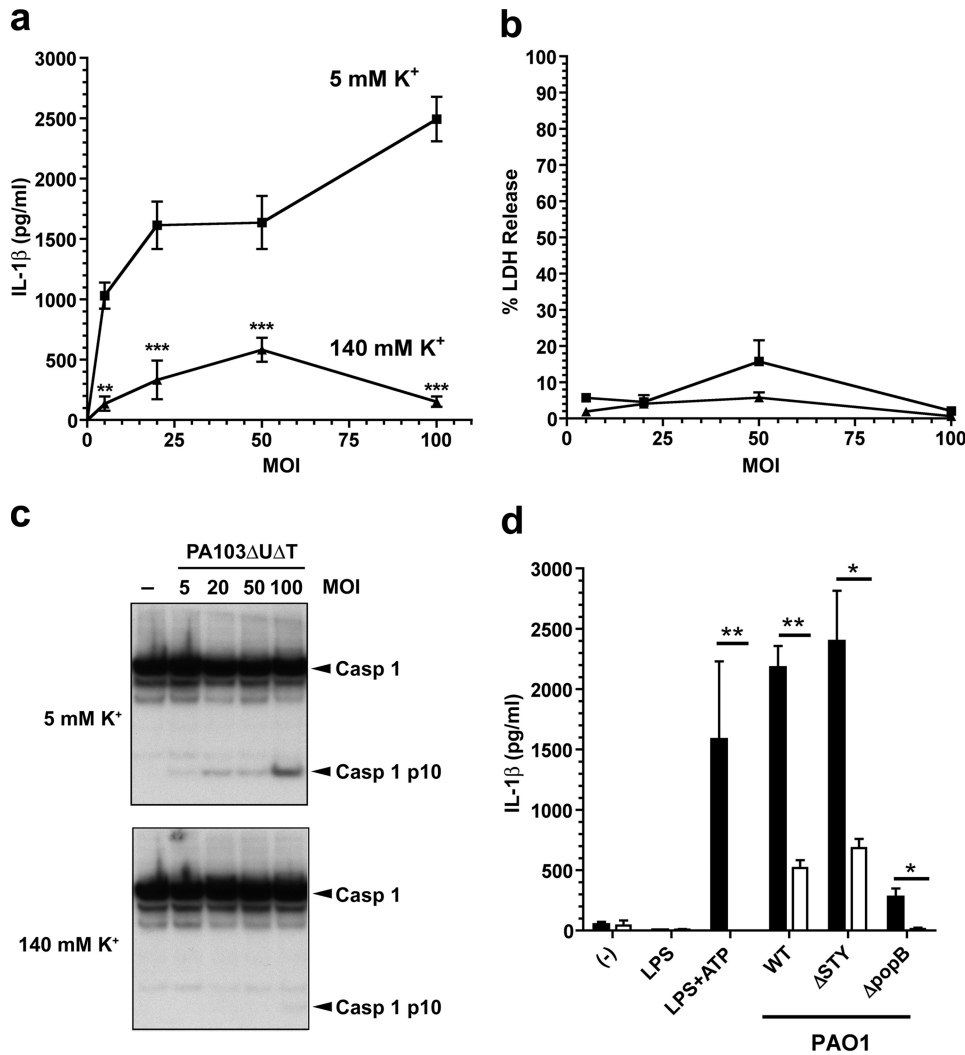 a
3000
2500
2000
1500
1000
500
0
IL-1β (pg/ml)
5 mM K⁺
140 mM K⁺
**
***
***
***
0 25 50 75 100
MOI
b
100
90
80
70
60
50
40
30
20
10
0
% LDH Release
0 25 50 75 100
MOI
c
PA103ΔUΔT
– 5 20 50 100 MOI
Casp 1
5 mM K⁺
Casp 1 p10
Casp 1
140 mM K⁺
Casp 1 p10
d
3000
2500
2000
1500
1000
500
0
IL-1β (pg/ml)
**
**
*
*
(-) LPS LPS+ATP WT ΔSTY ΔpopB
PAO1